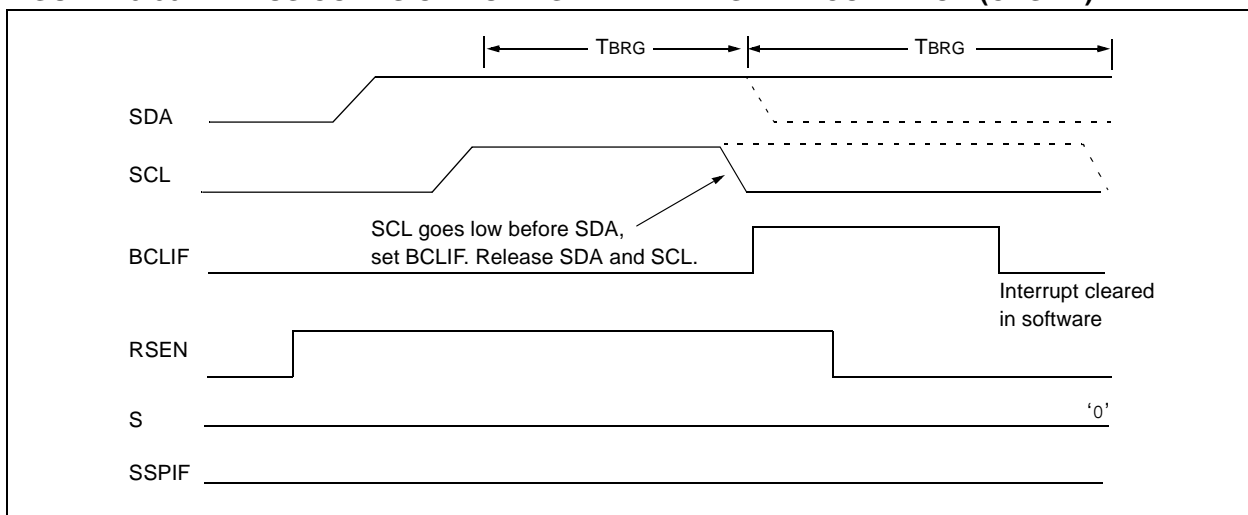 TBRG
TBRG
SDA
SCL
SCL goes low before SDA,
set BCLIF. Release SDA and SCL.
BCLIF
Interrupt cleared
in software
RSEN
S
‘0’
SSPIF